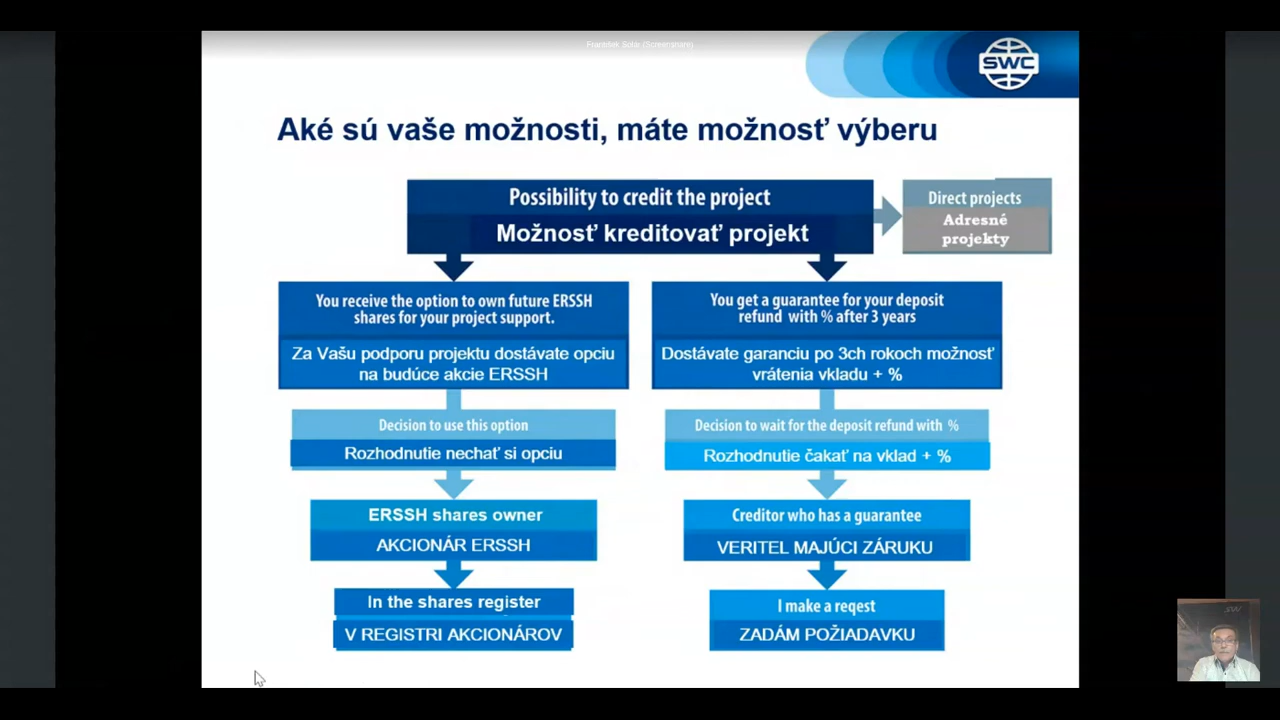 František Solár (Screenshare)
SWC
Aké sú vaše možnosti, máte možnosť výberu
Possibility to credit the project
Možnosť kreditovať projekt
Direct projects
Adresné
projekty
You receive the option to own future ERSSH
shares for your project support.
Za Vašu podporu projektu dostávate opciu
na budúce akcie ERSSH
You get a guarantee for your deposit
refund with % after 3 years
Dostávate garanciu po 3ch rokoch možnosť
vrátenia vkladu + %
Decision to use this option
Rozhodnutie nechať si opciu
Decision to wait for the deposit refund with %
Rozhodnutie čakať na vklad + %
ERSSH shares owner
AKCIONÁR ERSSH
Creditor who has a guarantee
VERITEL MAJÚCI ZÁRUKU
In the shares register
V REGISTRI AKCIONÁROV
I make a reqest
ZADÁM POŽIADAVKU
SW